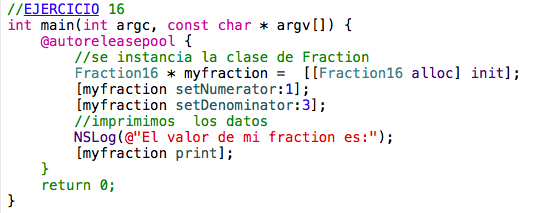 //EJERCICIO 16
int main(int argc, const char * argv[]) {
    @autoreleasepool {
        //se instancia la clase de Fraction
        Fraction16 * myfraction =  [[Fraction16 alloc] init];
        [myfraction setNumerator:1];
        [myfraction setDenominator:3];
        //imprimimos  los datos
        NSLog(@"El valor de mi fraction es:");
        [myfraction print];
    }
    return 0;
}